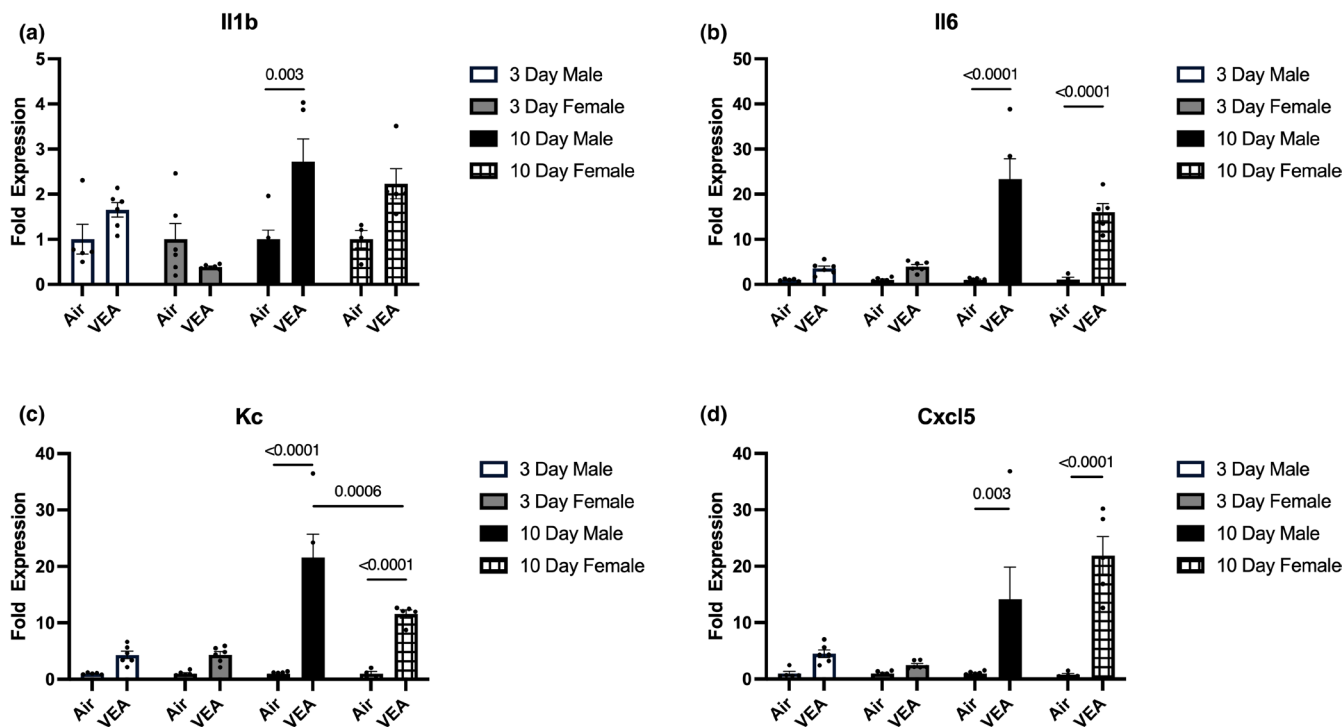 (a)
Il1b
Fold Expression
5
4
3
2
1
0
0.003
Air
VEA
Air
VEA
Air
VEA
Air
VEA
3 Day Male
3 Day Female
10 Day Male
10 Day Female
(b)
Il6
Fold Expression
50
40
30
20
10
0
<0.0001
<0.0001
Air
VEA
Air
VEA
Air
VEA
Air
VEA
3 Day Male
3 Day Female
10 Day Male
10 Day Female
(c)
Kc
Fold Expression
40
30
20
10
0
<0.0001
0.0006
<0.0001
Air
VEA
Air
VEA
Air
VEA
Air
VEA
3 Day Male
3 Day Female
10 Day Male
10 Day Female
(d)
Cxcl5
Fold Expression
40
30
20
10
0
0.003
<0.0001
Air
VEA
Air
VEA
Air
VEA
Air
VEA
3 Day Male
3 Day Female
10 Day Male
10 Day Female